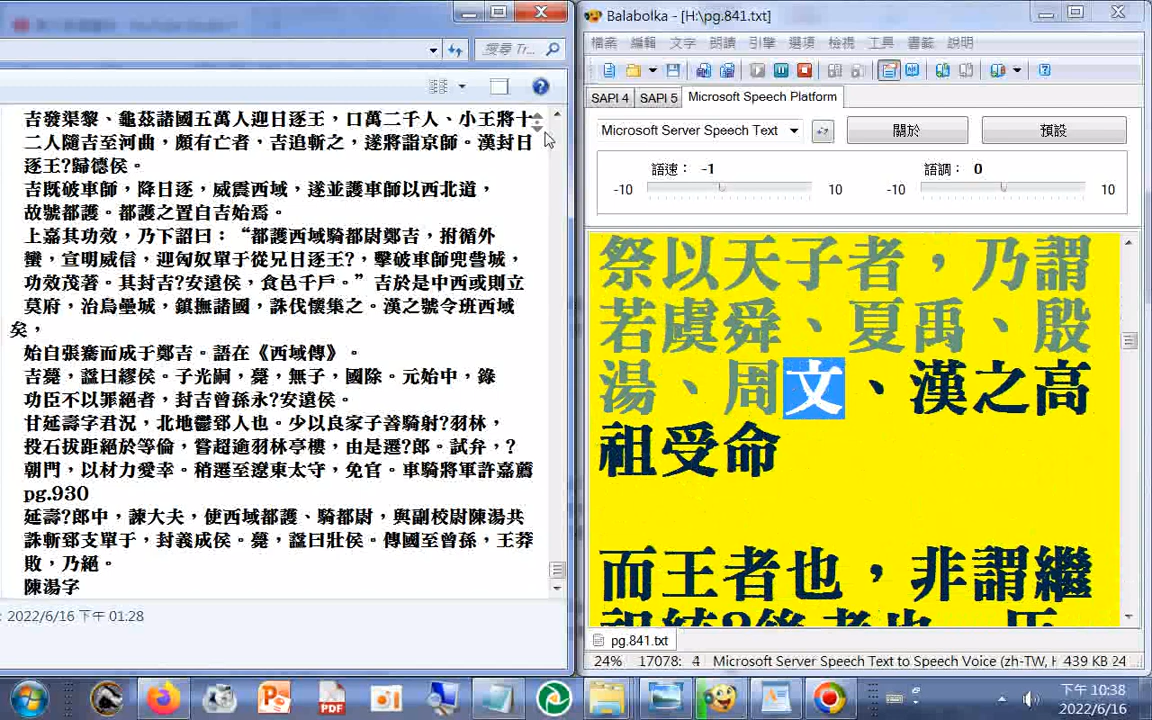 搜尋 Tr...
吉發渠黎、龜茲諸國五萬人迎日逐王，口萬二千人、小王將十
二人隨吉至河曲，頗有亡者，吉追斬之，遂將詣京師。漢封日
逐王?歸德侯。
吉既破車師，降日逐，威震西域，遂並護車師以西北道，
故號都護。都護之置自吉始焉。
上嘉其功效，乃下詔曰：“都護西域騎都尉鄭吉，拊循外
蠻，宣明威信，迎匈奴單于從兄日逐王?，擊破車師兜訾城，
功效茂著。其封吉?安遠侯，食邑千戶。”吉於是中西或則立
莫府，治烏壘城，鎮撫諸國，誅伐懷集之。漢之號令班西域
矣，
始自張騫而成于鄭吉。語在《西域傳》。
吉薨，謚曰繆侯。子光嗣，薨，無子，國除。元始中，錄
功臣不以罪絕者，封吉曾孫永?安遠侯。
甘延壽字君況，北地鬱郅人也。少以良家子善騎射?羽林，
投石拔距絕於等倫，嘗超逾羽林亭樓，由是遷?郎。試弁，?
朝門，以材力愛幸。稍遷至遼東太守，免官。車騎將軍許嘉薦
pg.930
延壽?郎中，諫大夫，使西域都護、騎都尉，與副校尉陳湯共
誅斬郅支單于，封義成侯。薨，謚曰壯侯。傳國至曾孫，王莽
敗，乃絕。
陳湯字
: 2022/6/16 下午 01:28
Balabolka - [H:\pg.841.txt]
檔案 編輯 文字 朗讀 引擎 選項 檢視 工具 書籤 說明
SAPI 4 SAPI 5 Microsoft Speech Platform
Microsoft Server Speech Text 關於 預設
語速： -1 語調： 0
-10 10 -10 10
祭以天子者，乃謂
若虞舜、夏禹、殷
湯、周文、漢之高
祖受命
而王者也，非謂繼
祖統?後者也。臣
pg.841.txt
24% 17078: 4 Microsoft Server Speech Text to Speech Voice (zh-TW, H 439 KB 24
PDF
下午 10:38
2022/6/16